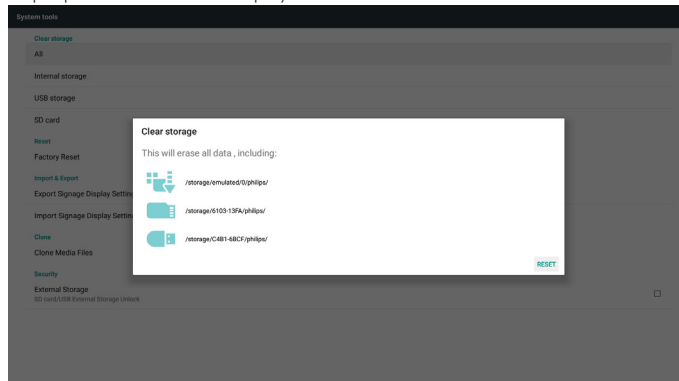 System tools
Clear storage
All
Internal storage
USB storage
SD card
Reset
Factory Reset
Import & Export
Export Signage Display Setting
Import Signage Display Settin
Clone
Clone Media Files
Security
External Storage
SD card/USB External Storage Unlock
Clear storage
This will erase all data , including:
/storage/emulated/0/philips/
/storage/6103-13FA/philips/
/storage/C4B1-6BCF/philips/
RESET